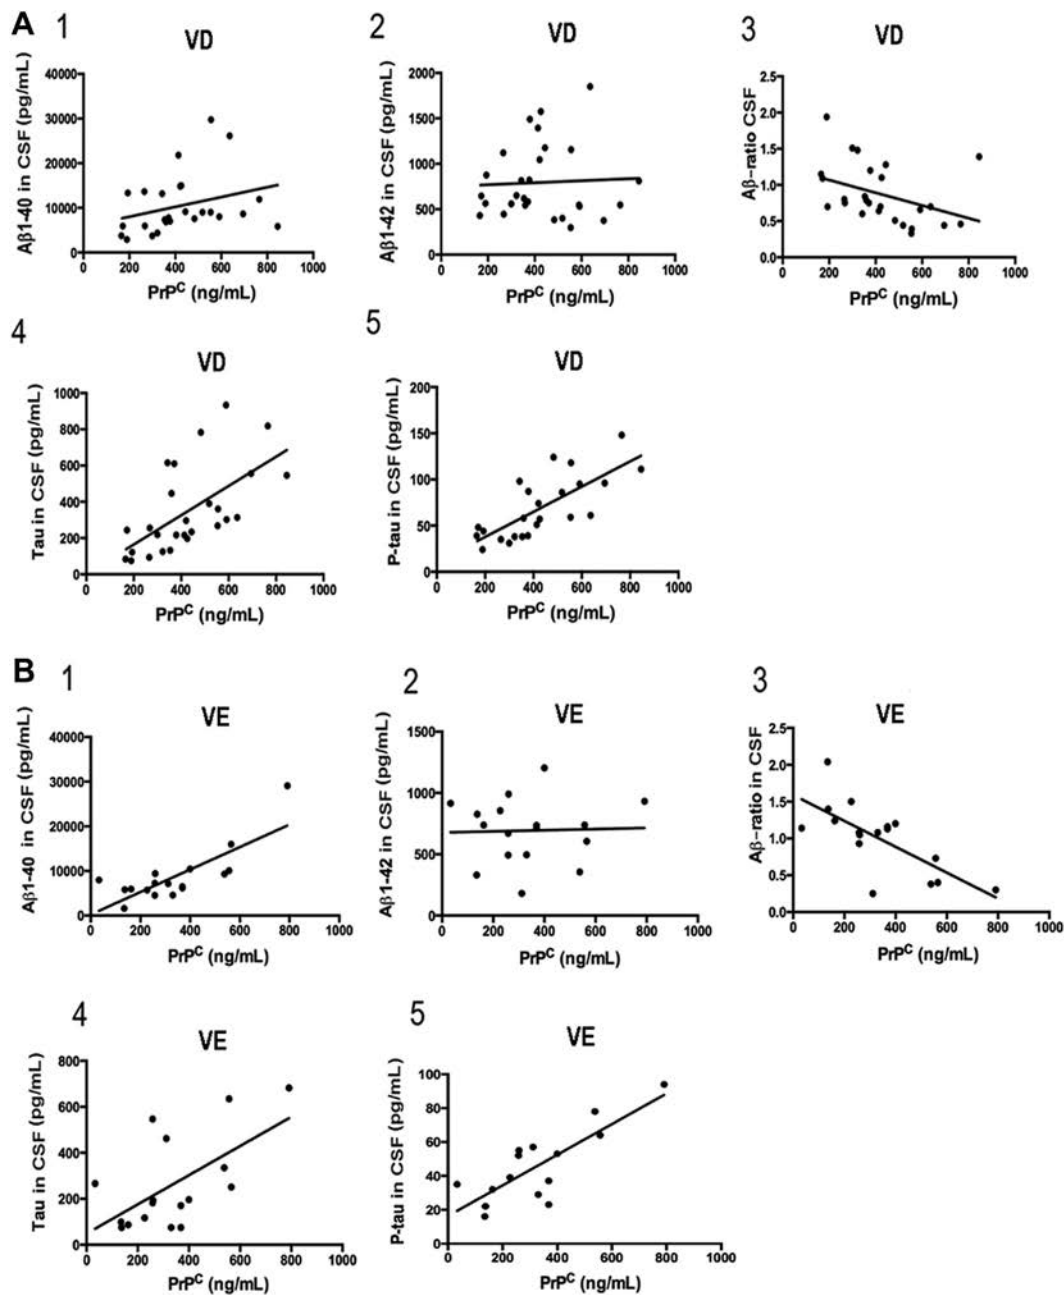 A
1
VD
Aβ1-40 in CSF (pg/mL)
40000
30000
20000
10000
0
0 200 400 600 800 1000
PrPC (ng/mL)
2
VD
Aβ1-42 in CSF (pg/mL)
2000
1500
1000
500
0
0 200 400 600 800 1000
PrPC (ng/mL)
3
VD
Aβ-ratio CSF
2.5
2.0
1.5
1.0
0.5
0.0
0 200 400 600 800 1000
PrPC (ng/mL)
4
VD
Tau in CSF (pg/mL)
1000
800
600
400
200
0
0 200 400 600 800 1000
PrPC (ng/mL)
5
VD
P-tau in CSF (pg/mL)
200
150
100
50
0
0 200 400 600 800 1000
PrPC (ng/mL)
B
1
VE
Aβ1-40 in CSF (pg/mL)
40000
30000
20000
10000
0
0 200 400 600 800 1000
PrPC (ng/mL)
2
VE
Aβ1-42 in CSF (pg/mL)
1500
1000
500
0
0 200 400 600 800 1000
PrPC (ng/mL)
3
VE
Aβ-ratio in CSF
2.5
2.0
1.5
1.0
0.5
0.0
0 200 400 600 800 1000
PrPC (ng/mL)
4
VE
Tau in CSF (pg/mL)
800
600
400
200
0
0 200 400 600 800 1000
PrPC (ng/mL)
5
VE
P-tau in CSF (pg/mL)
100
80
60
40
20
0
0 200 400 600 800 1000
PrPC (ng/mL)